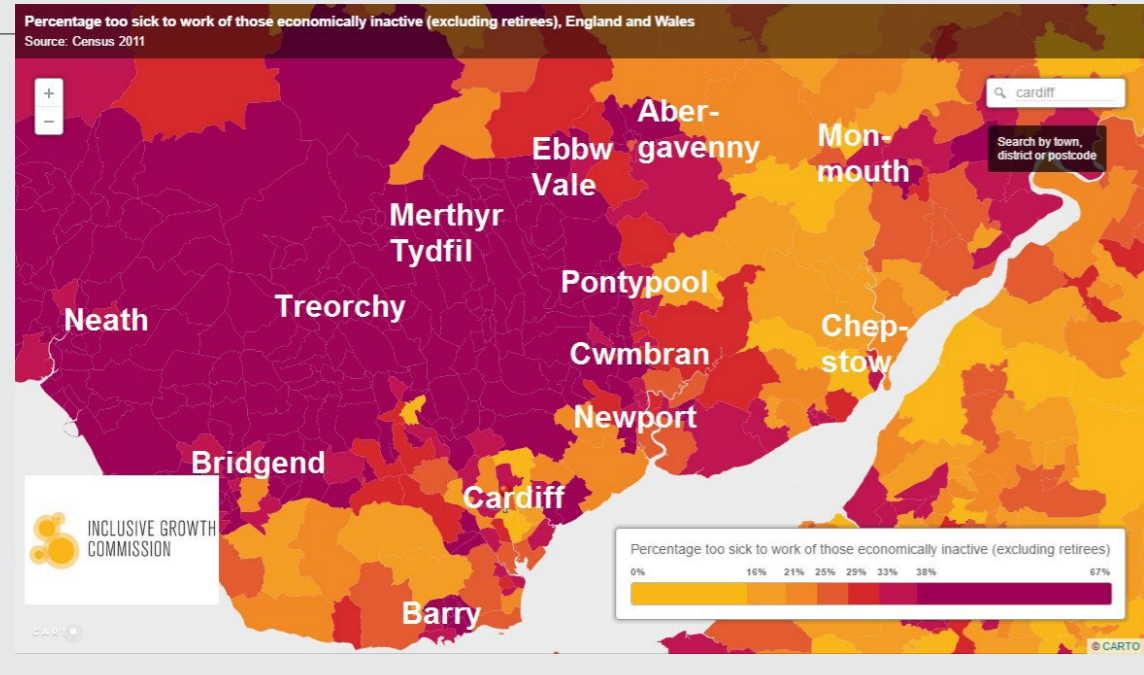 Percentage too sick to work of those economically inactive (excluding retirees), England and Wales
Source: Census 2011
+
−
cardiff
Search by town,
district or postcode
Aber-
gavenny
Mon-
mouth
Ebbw
Vale
Merthyr
Tydfil
Pontypool
Treorchy
Neath
Chep-
stow
Cwmbran
Newport
Bridgend
Cardiff
INCLUSIVE GROWTH
COMMISSION
Barry
Percentage too sick to work of those economically inactive (excluding retirees)
0% 16% 21% 25% 29% 33% 38% 67%
CARTO
© CARTO